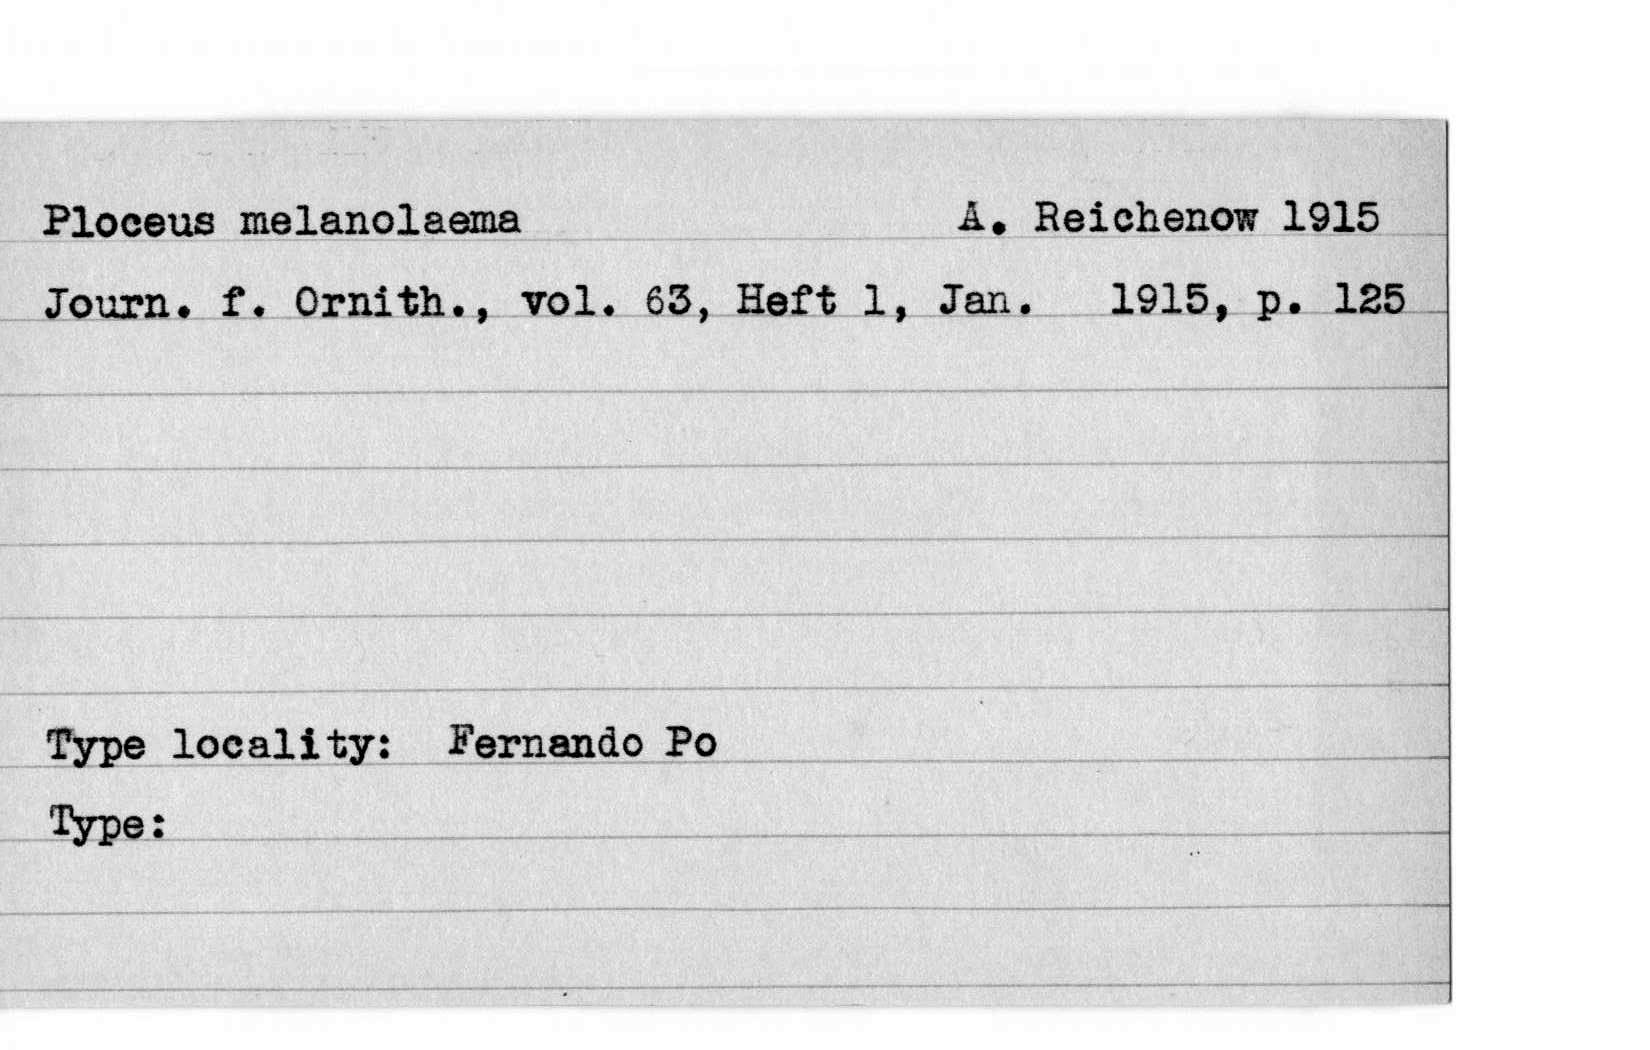 Ploceus melanolaema A. Reichenow 1915
Journ. f. Ornith., vol. 63, Heft 1, Jan. 1915, p. 125
Type locality: Fernando Po
Type: